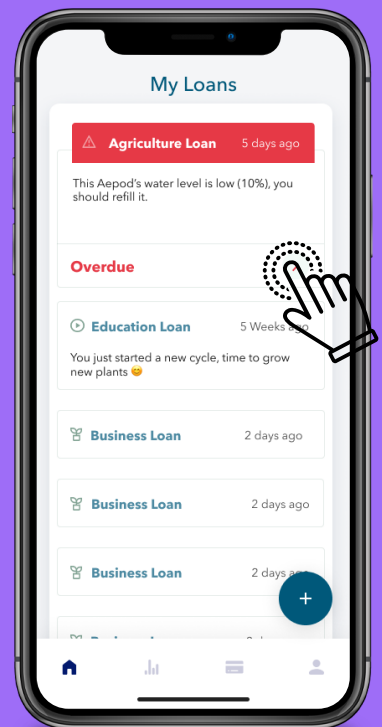 My Loans
Agriculture Loan 5 days ago
This Aepod's water level is low (10%), you
should refill it.
Overdue
Education Loan 5 Weeks ago
You just started a new cycle, time to grow
new plants 😊
Business Loan 2 days ago
Business Loan 2 days ago
Business Loan 2 days
+